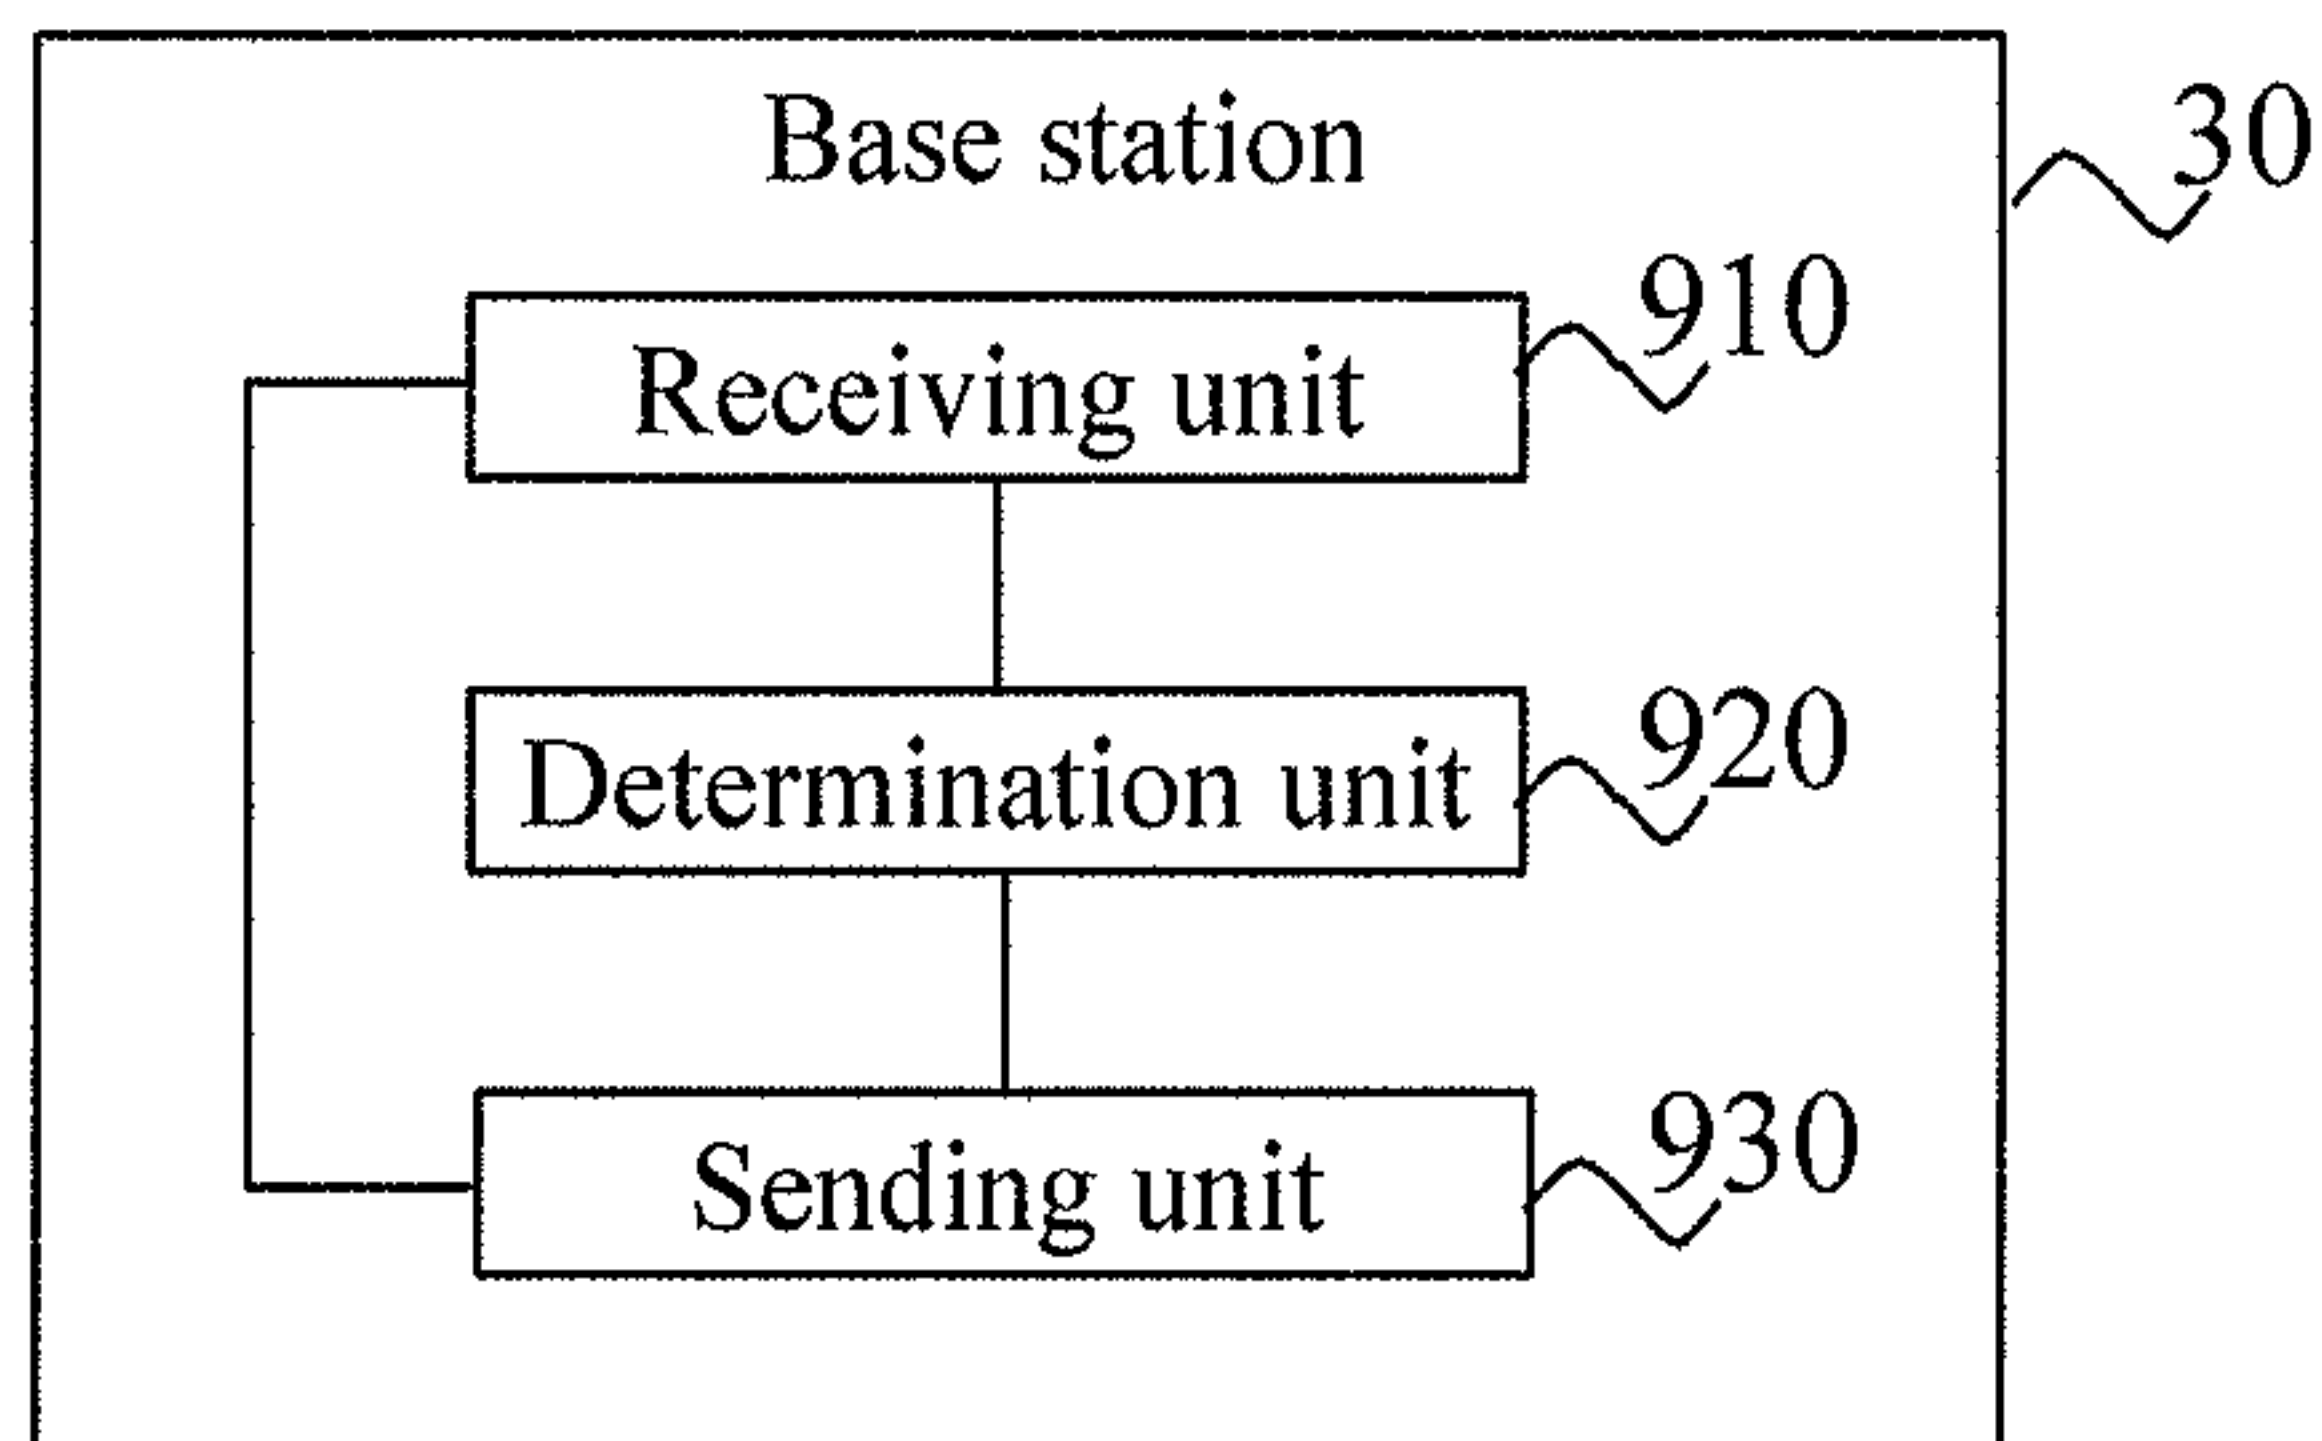 Base station
30
Receiving unit
910
Determination unit
920
Sending unit
930